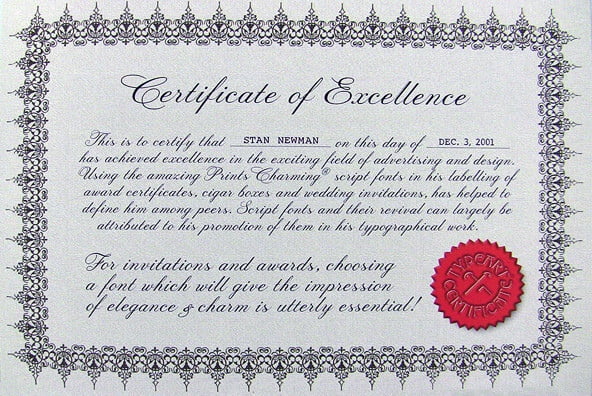 Certificate of Excellence
This is to certify that STAN NEWMAN on this day of DEC. 3, 2001
has achieved excellence in the exciting field of advertising and design.
Using the amazing PrintsCharming® script fonts in his labelling of
award certificates, cigar boxes and wedding invitations, has helped to
define him among peers. Script fonts and their revival can largely be
attributed to his promotion of them in his typographical work.
For invitations and awards, choosing
a font which will give the impression
of elegance & charm is utterly essential!
CERTIFICATE